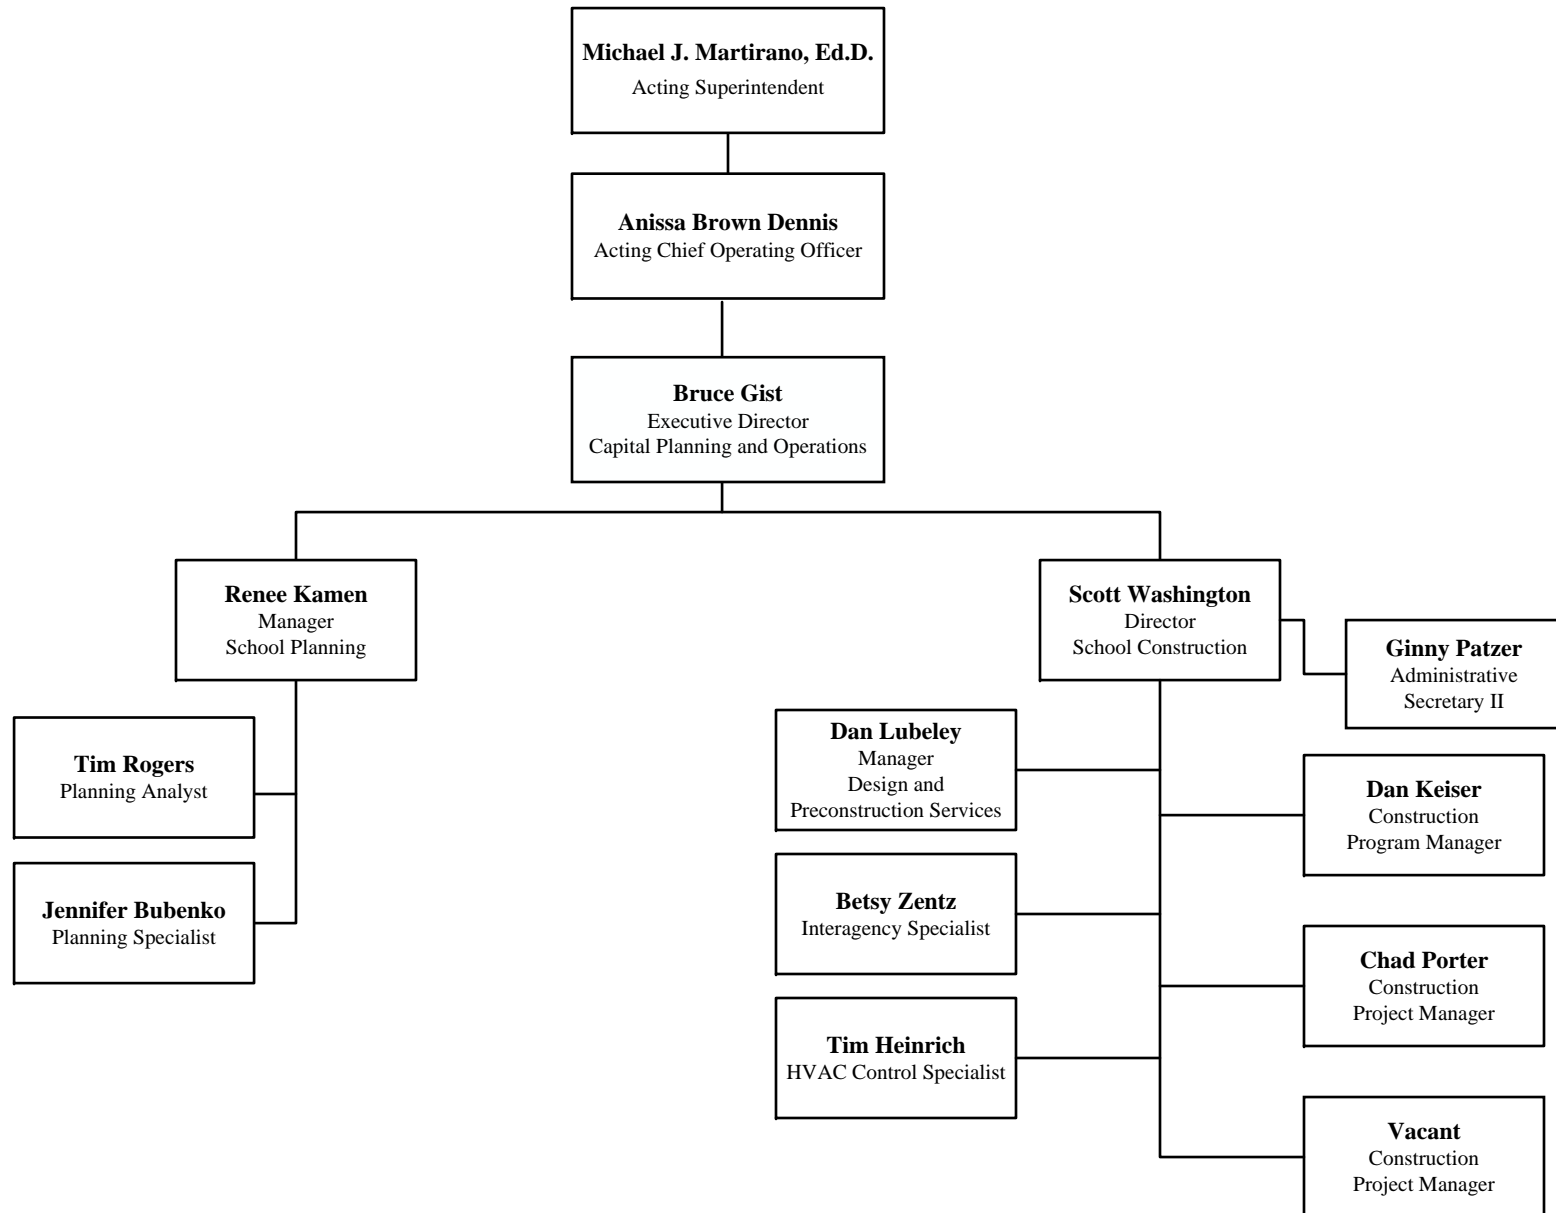 Michael J. Martirano, Ed.D.
Acting Superintendent
Anissa Brown Dennis
Acting Chief Operating Officer
Bruce Gist
Executive Director
Capital Planning and Operations
Renee Kamen
Manager
School Planning
Tim Rogers
Planning Analyst
Jennifer Bubenko
Planning Specialist
Scott Washington
Director
School Construction
Ginny Patzer
Administrative
Secretary II
Dan Lubeley
Manager
Design and
Preconstruction Services
Betsy Zentz
Interagency Specialist
Tim Heinrich
HVAC Control Specialist
Dan Keiser
Construction
Program Manager
Chad Porter
Construction
Project Manager
Vacant
Construction
Project Manager